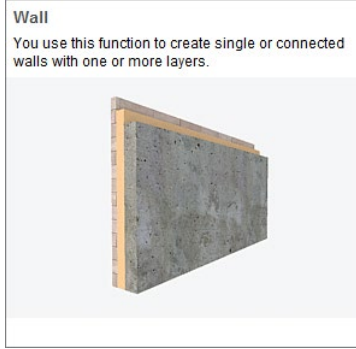 Wall
You use this function to create single or connected
walls with one or more layers.